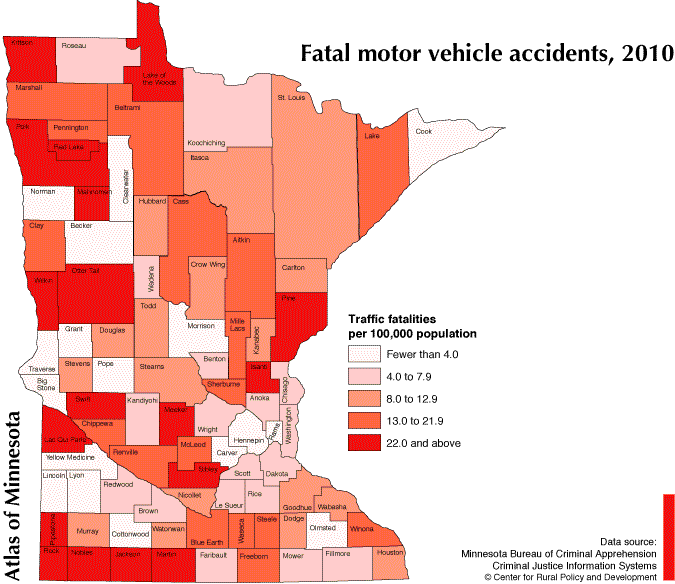 Fatal motor vehicle accidents, 2010
Kittson
Roseau
Lake of
the Woods
Marshall
Beltrami
St. Louis
Koochiching
Itasca
Polk
Pennington
Red Lake
Clearwater
Lake
Cook
Norman
Mahnomen
Hubbard
Cass
Clay
Becker
Aitkin
Wilkin
Otter Tail
Wadena
Crow Wing
Carlton
Pine
Todd
Mille
Lacs
Kanabec
Grant
Douglas
Morrison
Traverse
Stevens
Pope
Stearns
Benton
Isanti
Chisago
Big
Stone
Sherburne
Anoka
Washington
Swift
Kandiyohi
Meeker
Wright
Hennepin
Rams
Lac Qui Parle
Chippewa
McLeod
Carver
Yellow Medicine
Renville
Sibley
Scott
Dakota
Lincoln
Lyon
Redwood
Nicollet
Le Sueur
Rice
Goodhue
Wabasha
Brown
Pipestone
Murray
Cottonwood
Watonwan
Blue Earth
Waseca
Steele
Dodge
Olmsted
Winona
Rock
Nobles
Jackson
Martin
Faribault
Freeborn
Mower
Fillmore
Houston
Traffic fatalities
per 100,000 population
Fewer than 4.0
4.0 to 7.9
8.0 to 12.9
13.0 to 21.9
22.0 and above
Atlas of Minnesota
Data source:
Minnesota Bureau of Criminal Apprehension
Criminal Justice Information Systems
© Center for Rural Policy and Development